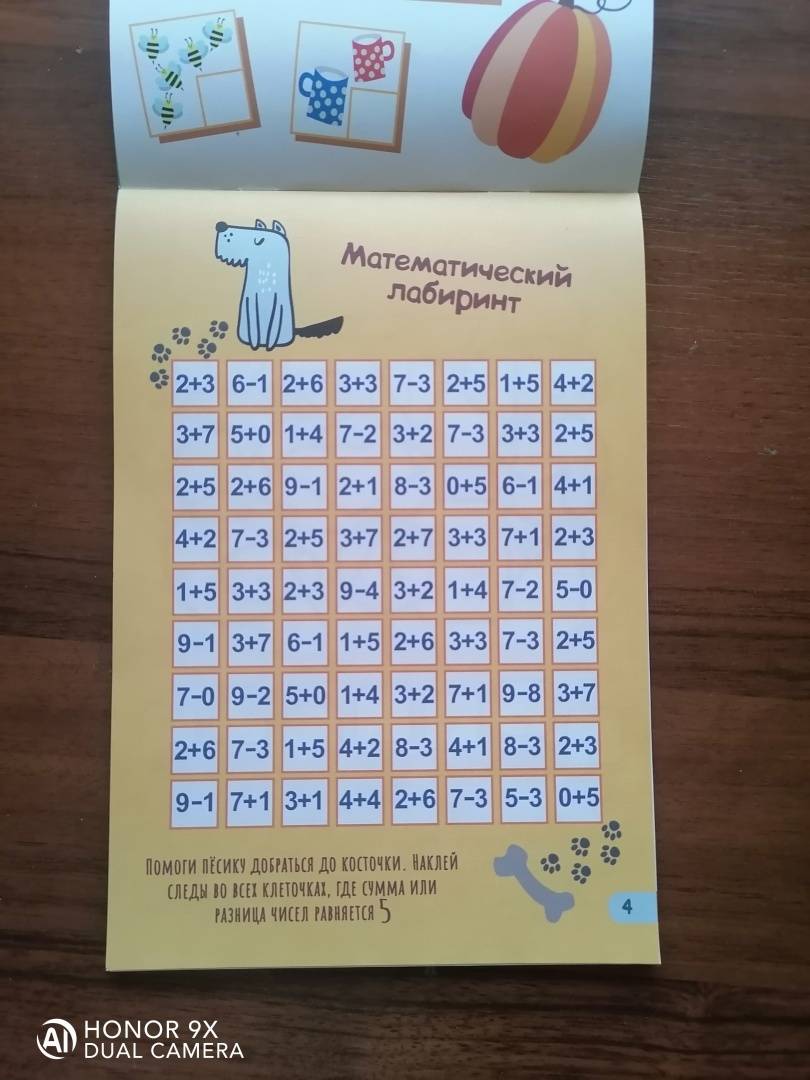 Математический
лабиринт
2+3 6-1 2+6 3+3 7-3 2+5 1+5 4+2
3+7 5+0 1+4 7-2 3+2 7-3 3+3 2+5
2+5 2+6 9-1 2+1 8-3 0+5 6-1 4+1
4+2 7-3 2+5 3+7 2+7 3+3 7+1 2+3
1+5 3+3 2+3 9-4 3+2 1+4 7-2 5-0
9-1 3+7 6-1 1+5 2+6 3+3 7-3 2+5
7-0 9-2 5+0 1+4 3+2 7+1 9-8 3+7
2+6 7-3 1+5 4+2 8-3 4+1 8-3 2+3
9-1 7+1 3+1 4+4 2+6 7-3 5-3 0+5
Помоги пёсику добраться до косточки. Наклей
следы во всех клеточках, где сумма или
разница чисел равняется 5
4
AI HONOR 9X
DUAL CAMERA